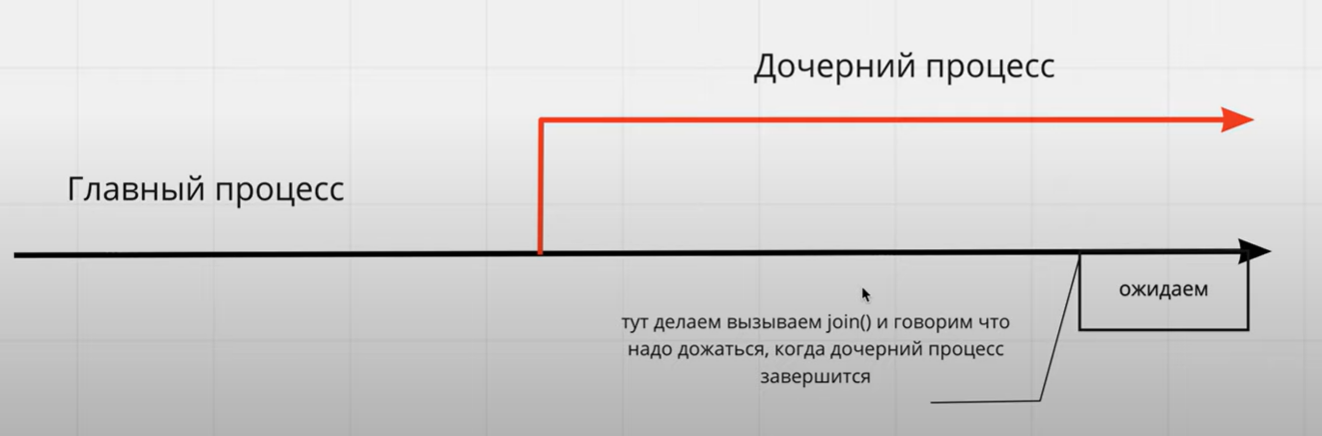 Дочерний процесс
Главный процесс
ожидаем
тут делаем вызываем join() и говорим что
надо дожаться, когда дочерний процесс
завершится